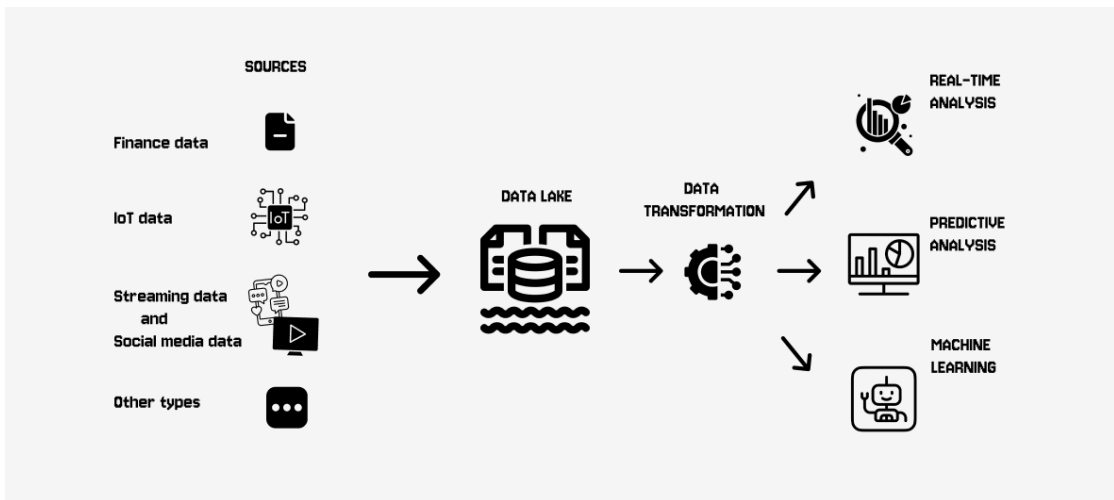 SOURCES
Finance data
IoT data
IoT
Streaming data
and
Social media data
Other types
DATA LAKE
DATA
TRANSFORMATION
REAL-TIME
ANALYSIS
PREDICTIVE
ANALYSIS
MACHINE
LEARNING